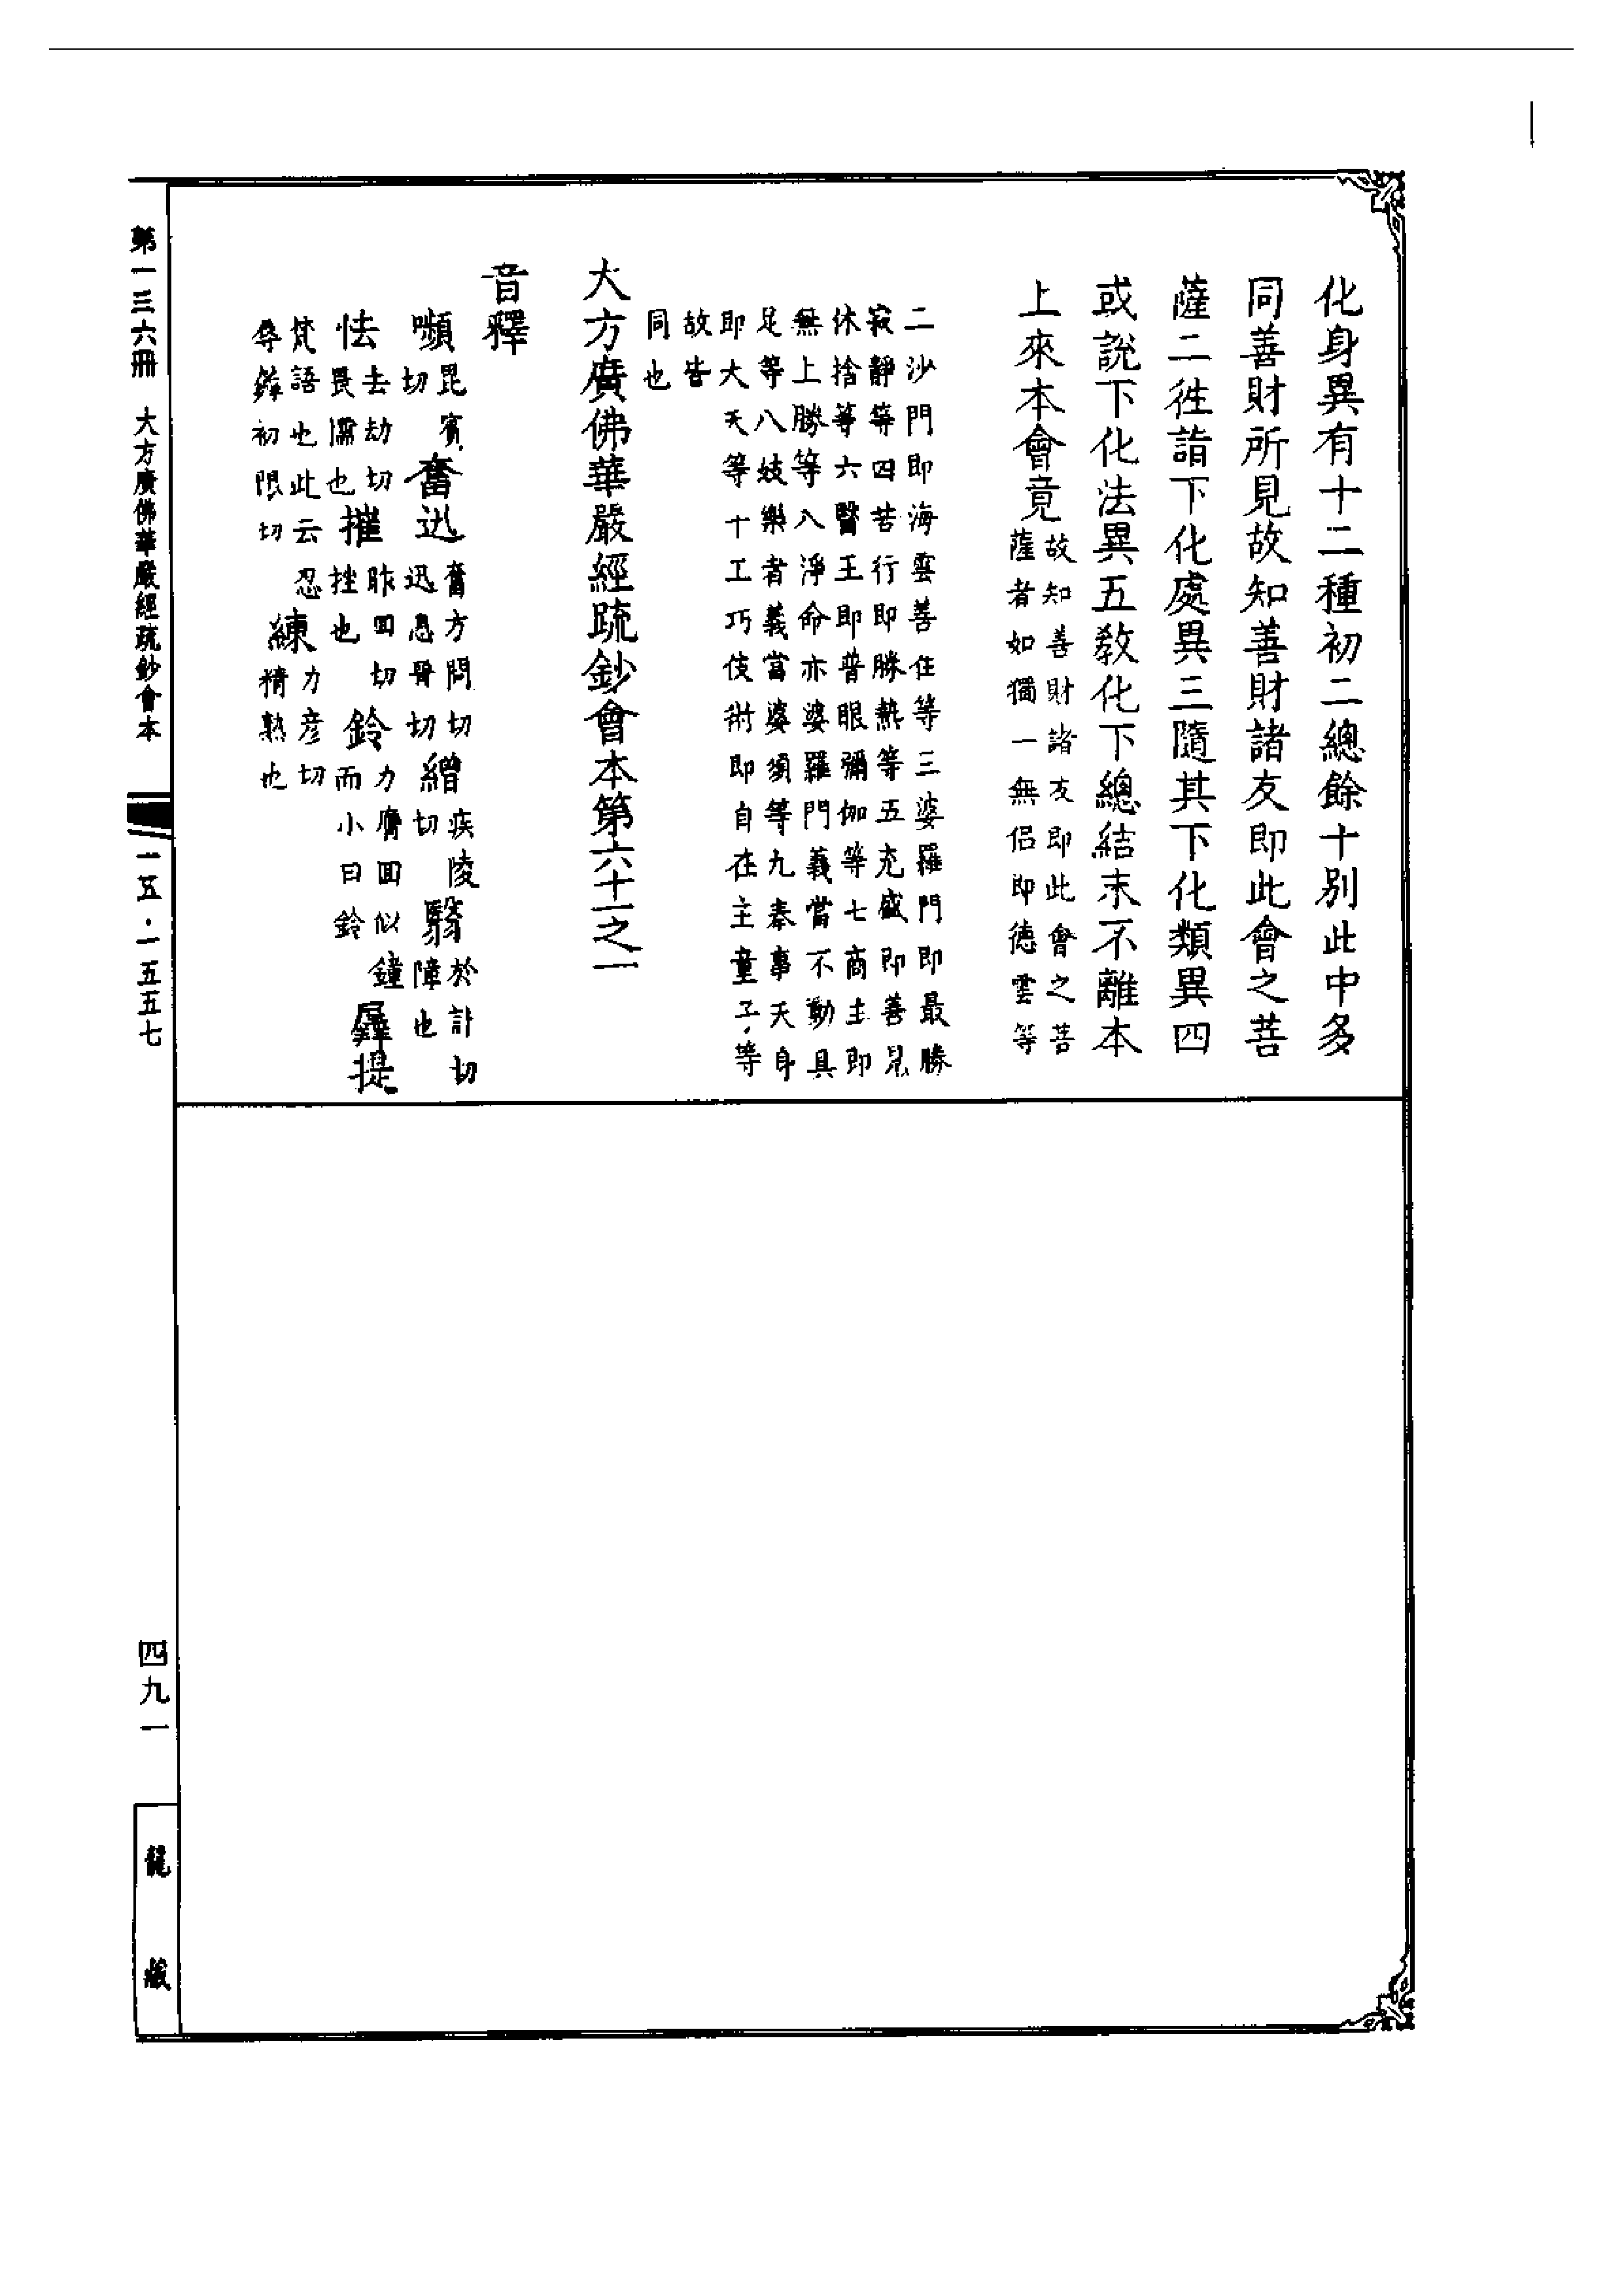 化身異有十二種初二總餘十別此中多
同善財所見故知善財諸友即此會之菩
薩二徃詣下化處異三隨其下化類異四
或說下化法異五教化下總結末不離本
上來本會竟
故知善財諸友即此會之菩
薩者如獨一無侣即德雲等
二沙門即海雲善住等三婆羅門即最勝
寂靜等四苦行即勝熱等五充盛即善見
休捨等六醫王即普眼彌伽等七商主即
無上勝等八淨命亦婆羅門義當不動具
足等八妓樂者義當婆須等九奉事天身
即大天等十工巧伎術即自在主童子等
故皆
同也
大方廣佛華嚴經疏鈔會本第六十一之一
音釋
嚬
毘賓
切
奮迅
奮方問切
迅思晉切
繒
疾陵
切
翳
於計切
障也
怯
去劫切
畏懦也
摧
昨回切
挫也
鈴
力膺回似鐘
而小曰鈴
羼提
梵語也此云忍
辱羼初限切
練
力彦切
精熟也
第一三六冊 大方廣佛華嚴經疏鈔會本
一五·一五五七
四九一
龍藏